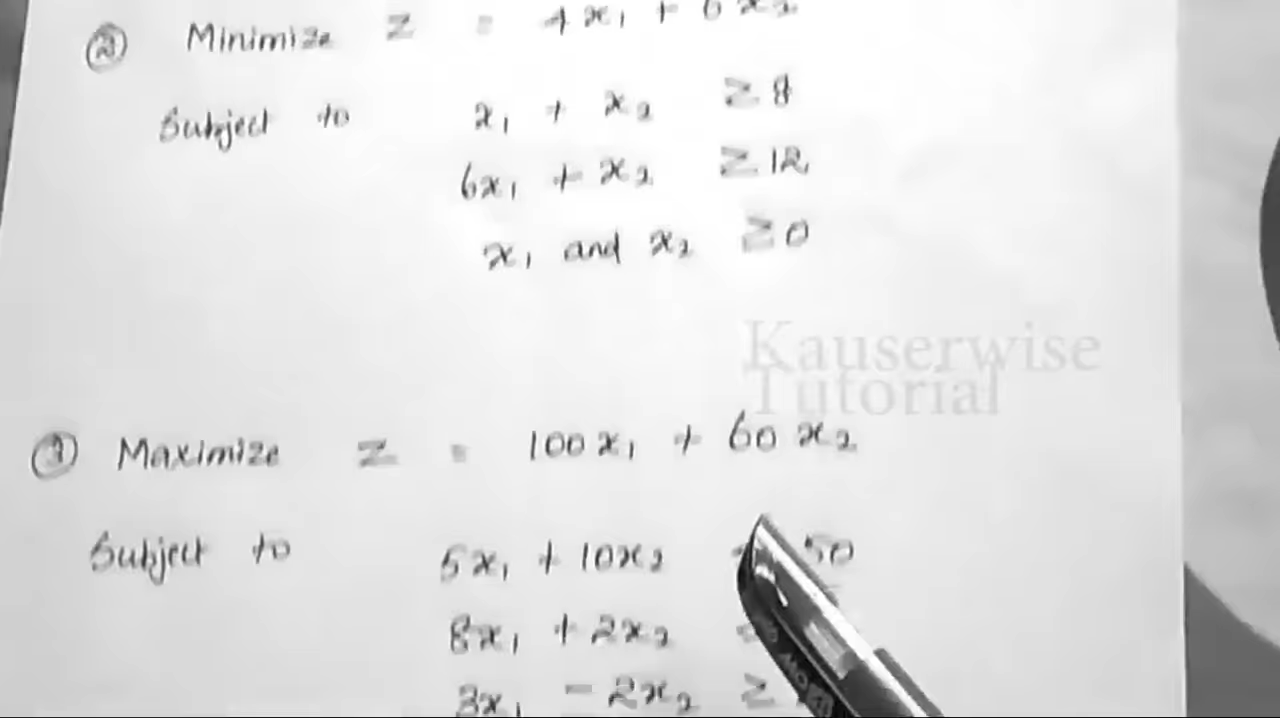 ② Minimize Z = 4x₁ + 6x₂
Subject to x₁ + x₂ ≥ 8
6x₁ + x₂ ≥ 12
x₁ and x₂ ≥ 0
Kauserwise
Tutorial
③ Maximize Z = 100x₁ + 60x₂
Subject to 5x₁ + 10x₂ 50
8x₁ + 2x₂
3x₁ - 2x₂ ≥